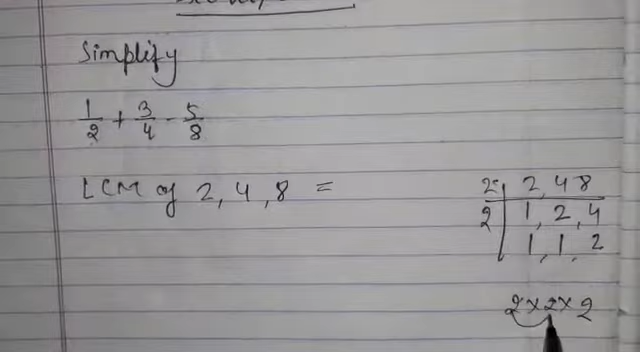 Simplify
1/2 + 3/4 - 5/8
LCM of 2, 4, 8 =
2 | 2, 4 8
2 | 1, 2, 4
| 1, 1, 2
2 x 2 x 2